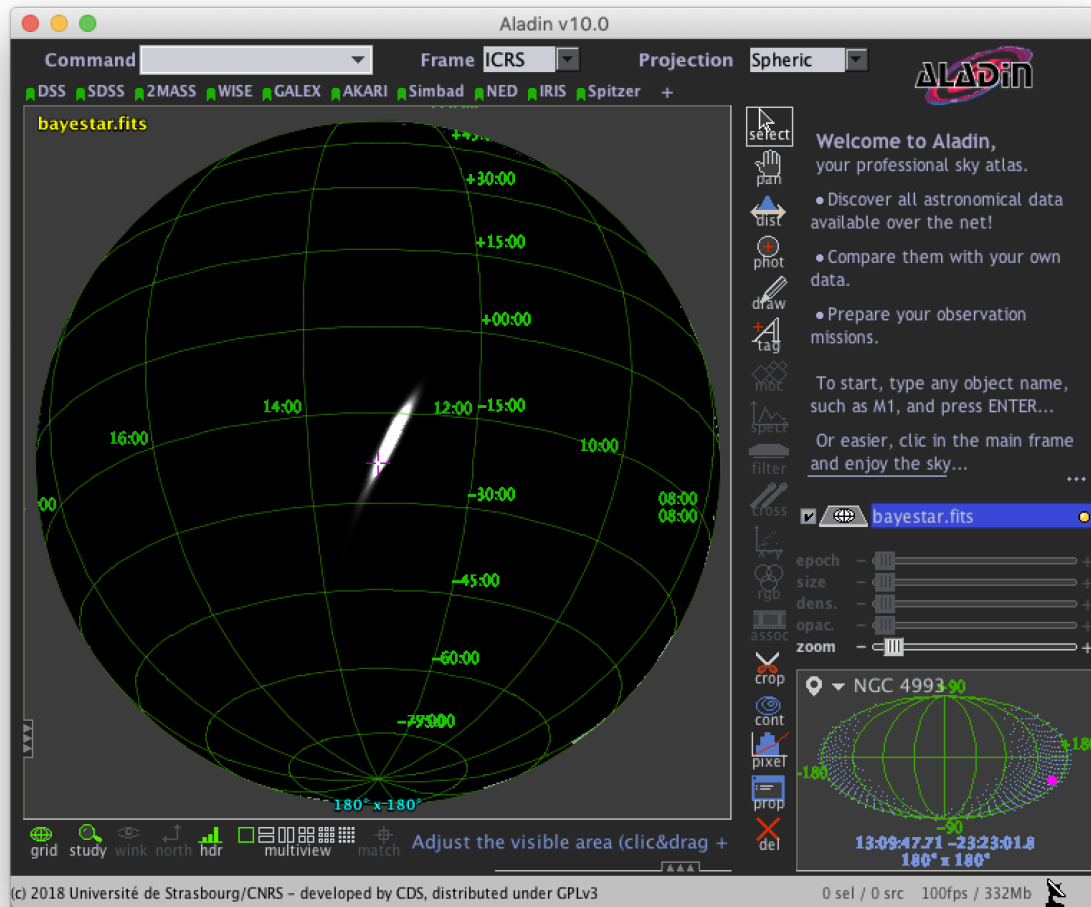 Aladin v10.0
Command
Frame ICRS
Projection Spheric
ALADiN
DSS SDSS 2MASS WISE GALEX AKARI Simbad NED IRIS Spitzer +
bayestar.fits
+30:00
+15:00
+00:00
14:00
12:00 -15:00
16:00
10:00
00
-30:00
08:00
08:00
-45:00
-60:00
180° x 180°
select
pan
dist
phot
draw
tag
moc
spect
filter
cross
x-y
rgb
assoc
crop
cont
pixel
prop
del
Welcome to Aladin,
your professional sky atlas.
• Discover all astronomical data
available over the net!
• Compare them with your own
data.
• Prepare your observation
missions.
To start, type any object name,
such as M1, and press ENTER...
Or easier, clic in the main frame
and enjoy the sky...
...
bayestar.fits
epoch - +
size - +
dens. - +
opac. - +
zoom - +
NGC 4993
+90
-180
+180
-90
13:09:47.71 -23:23:01.8
180° x 180°
grid study wink north hdr multiview match
Adjust the visible area (clic&drag +
(c) 2018 Université de Strasbourg/CNRS - developed by CDS, distributed under GPLv3
0 sel / 0 src 100fps / 332Mb